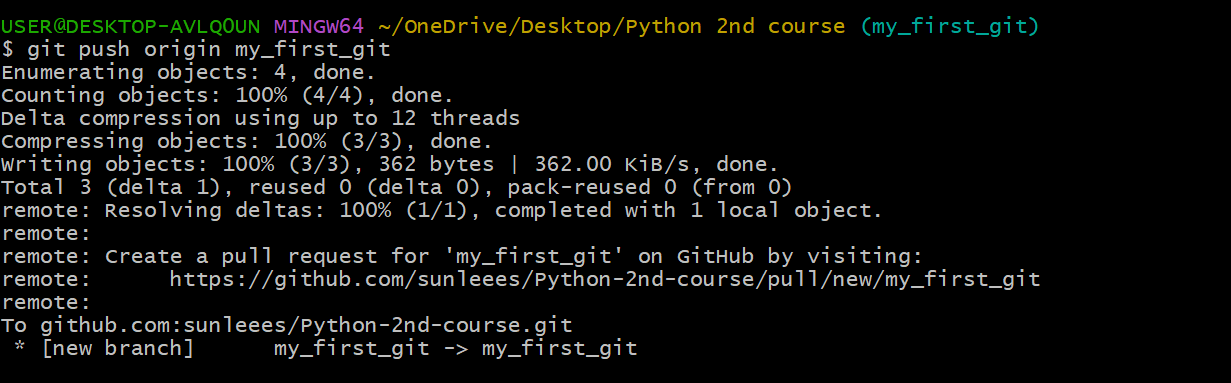 USER@DESKTOP-AVLQ0UN MINGW64 ~/OneDrive/Desktop/Python 2nd course (my_first_git)
$ git push origin my_first_git
Enumerating objects: 4, done.
Counting objects: 100% (4/4), done.
Delta compression using up to 12 threads
Compressing objects: 100% (3/3), done.
Writing objects: 100% (3/3), 362 bytes | 362.00 KiB/s, done.
Total 3 (delta 1), reused 0 (delta 0), pack-reused 0 (from 0)
remote: Resolving deltas: 100% (1/1), completed with 1 local object.
remote:
remote: Create a pull request for 'my_first_git' on GitHub by visiting:
remote:      https://github.com/sunleees/Python-2nd-course/pull/new/my_first_git
remote:
To github.com:sunleees/Python-2nd-course.git
 * [new branch]      my_first_git -> my_first_git